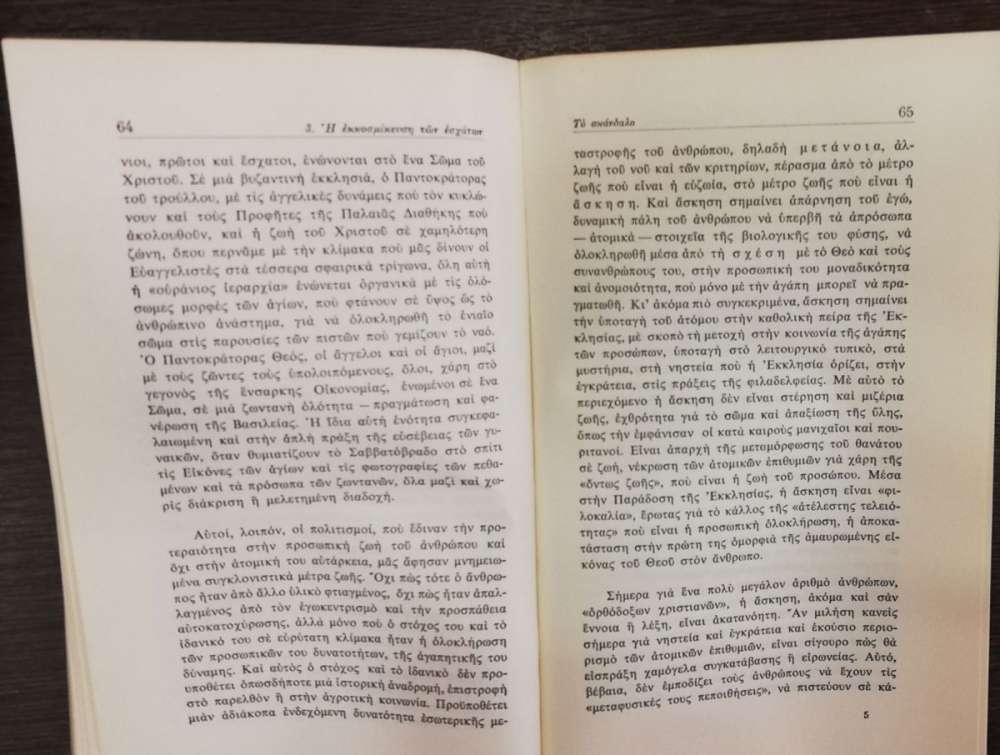 64
3. Ἡ ἐκκοσμίκευση τῶν ἐσχάτων
νιοι, πρῶτοι καὶ ἔσχατοι, ἑνώνονται στὸ ἕνα Σῶμα τοῦ
Χριστοῦ. Σὲ μιὰ βυζαντινὴ ἐκκλησιά, ὁ Παντοκράτορας
τοῦ τρούλλου, μὲ τὶς ἀγγελικὲς δυνάμεις ποὺ τὸν κυκλώ-
νουν καὶ τοὺς Προφῆτες τῆς Παλαιᾶς Διαθήκης ποὺ
ἀκολουθοῦν, καὶ ἡ ζωὴ τοῦ Χριστοῦ σὲ χαμηλότερη
ζώνη, ὅπου περνᾶμε μὲ τὴν κλίμακα ποὺ μᾶς δίνουν οἱ
Εὐαγγελιστὲς στὰ τέσσερα σφαιρικὰ τρίγωνα, ὅλη αὐτὴ
ἡ «οὐράνιος ἱεραρχία» ἑνώνεται ὀργανικὰ μὲ τὶς ὁλό-
σωμες μορφὲς τῶν ἁγίων, ποὺ φτάνουν σὲ ὕψος ὣς τὸ
ἀνθρώπινο ἀνάστημα, γιὰ νὰ ὁλοκληρωθῆ τὸ ἑνιαῖο
σῶμα στὶς παρουσίες τῶν πιστῶν ποὺ γεμίζουν τὸ ναό.
Ὁ Παντοκράτορας Θεός, οἱ ἄγγελοι καὶ οἱ ἅγιοι, μαζὶ
μὲ τοὺς ζῶντες τοὺς ὑπολοιπόμενους, ὅλοι, χάρη στὸ
γεγονὸς τῆς ἔνσαρκης Οἰκονομίας, ἑνωμένοι σὲ ἕνα
Σῶμα, σὲ μιὰ ζωντανὴ ὁλότητα — πραγμάτωση καὶ φα-
νέρωση τῆς Βασιλείας. Ἡ ἴδια αὐτὴ ἑνότητα συγκεφα-
λαιωμένη καὶ στὴν ἁπλὴ πράξη τῆς εὐσέβειας τῶν γυ-
ναικῶν, ὅταν θυμιατίζουν τὸ Σαββατόβραδο στὸ σπίτι
τὶς Εἰκόνες τῶν ἁγίων καὶ τὶς φωτογραφίες τῶν πεθα-
μένων καὶ τὰ πρόσωπα τῶν ζωντανῶν, ὅλα μαζὶ καὶ χω-
ρὶς διάκριση ἢ μελετημένη διαδοχή.
Αὐτοί, λοιπόν, οἱ πολιτισμοί, ποὺ ἔδιναν τὴν προ-
τεραιότητα στὴν προσωπικὴ ζωὴ τοῦ ἀνθρώπου καὶ
ὄχι στὴν ἀτομική του αὐτάρκεια, μᾶς ἄφησαν μνημειω-
μένα συγκλονιστικὰ μέτρα ζωῆς. Ὄχι πὼς τότε ὁ ἄνθρω-
πος ἦταν ἀπὸ ἄλλο ὑλικὸ φτιαγμένος, ὄχι πὼς ἦταν ἀπαλ-
λαγμένος ἀπὸ τὸν ἐγωκεντρισμὸ καὶ τὴν προσπάθεια
αὐτοκατοχύρωσης, ἀλλὰ μόνο ποὺ ὁ στόχος του καὶ τὸ
ἰδανικό του σὲ εὐρύτατη κλίμακα ἦταν ἡ ὁλοκλήρωση
τῶν προσωπικῶν του δυνατοτήτων, τῆς ἀγαπητικῆς του
δύναμης. Καὶ αὐτὸς ὁ στόχος καὶ τὸ ἰδανικὸ δὲν προ-
υποθέτει ὁπωσδήποτε μιὰ ἱστορικὴ ἀναδρομή, ἐπιστροφὴ
στὸ παρελθὸν ἢ στὴν ἀγροτικὴ κοινωνία. Προϋποθέτει
μιὰν ἀδιάκοπα ἐνδεχόμενη δυνατότητα ἐσωτερικῆς με-
Τὸ σκάνδαλο
65
ταστροφῆς τοῦ ἀνθρώπου, δηλαδὴ μ ε τ ά ν ο ι α, ἀλ-
λαγὴ τοῦ νοῦ καὶ τῶν κριτηρίων, πέρασμα ἀπὸ τὸ μέτρο
ζωῆς ποὺ εἶναι ἡ εὐζωία, στὸ μέτρο ζωῆς ποὺ εἶναι ἡ
ἄ σ κ η σ η. Καὶ ἄσκηση σημαίνει ἀπάρνηση τοῦ ἐγώ,
δυναμικὴ πάλη τοῦ ἀνθρώπου νὰ ὑπερβῆ τὰ ἀπρόσωπα
— ἀτομικὰ — στοιχεῖα τῆς βιολογικῆς του φύσης, νὰ
ὁλοκληρωθῆ μέσα ἀπὸ τὴ σ χ έ σ η μὲ τὸ Θεὸ καὶ τοὺς
συνανθρώπους του, στὴν προσωπική του μοναδικότητα
καὶ ἀνομοιότητα, ποὺ μόνο μὲ τὴν ἀγάπη μπορεῖ νὰ πρα-
γματωθῆ. Κι' ἀκόμα πιὸ συγκεκριμένα, ἄσκηση σημαίνει
τὴν ὑποταγὴ τοῦ ἀτόμου στὴν καθολικὴ πείρα τῆς Ἐκ-
κλησίας, μὲ σκοπὸ τὴ μετοχὴ στὴν κοινωνία τῆς ἀγάπης
τῶν προσώπων, ὑποταγὴ στὸ λειτουργικὸ τυπικό, στὰ
μυστήρια, στὴ νηστεία ποὺ ἡ Ἐκκλησία ὁρίζει, στὴν
ἐγκράτεια, στὶς πράξεις τῆς φιλαδελφείας. Μὲ αὐτὸ τὸ
περιεχόμενο ἡ ἄσκηση δὲν εἶναι στέρηση καὶ μιζέρια
ζωῆς, ἐχθρότητα γιὰ τὸ σῶμα καὶ ἀπαξίωση τῆς ὕλης,
ὅπως τὴν ἐμφάνισαν οἱ κατὰ καιροὺς μανιχαῖοι καὶ που-
ριτανοί. Εἶναι ἀπαρχὴ τῆς μεταμόρφωσης τοῦ θανάτου
σὲ ζωή, νέκρωση τῶν ἀτομικῶν ἐπιθυμιῶν γιὰ χάρη τῆς
«ὄντως ζωῆς», ποὺ εἶναι ἡ ζωὴ τοῦ προσώπου. Μέσα
στὴν Παράδοση τῆς Ἐκκλησίας, ἡ ἄσκηση εἶναι «φι-
λοκαλία», ἔρωτας γιὰ τὸ κάλλος τῆς «ἀτέλεστης τελειό-
τητας» ποὺ εἶναι ἡ προσωπικὴ ὁλοκλήρωση, ἡ ἀποκα-
τάσταση στὴν πρώτη της ὀμορφιὰ τῆς ἀμαυρωμένης εἰ-
κόνας τοῦ Θεοῦ στὸν ἄνθρωπο.
Σήμερα γιὰ ἕνα πολὺ μεγάλον ἀριθμὸ ἀνθρώπων,
«ὀρθόδοξων χριστιανῶν», ἡ ἄσκηση, ἀκόμα καὶ σὰν
ἔννοια ἢ λέξη, εἶναι ἀκατανόητη. Ἂν μιλήση κανεὶς
σήμερα γιὰ νηστεία καὶ ἐγκράτεια καὶ ἑκούσιο περιο-
ρισμὸ τῶν ἀτομικῶν ἐπιθυμιῶν, εἶναι σίγουρο πὼς θὰ
εἰσπράξη χαμόγελα συγκατάβασης ἢ εἰρωνείας. Αὐτό,
βέβαια, δὲν ἐμποδίζει τοὺς ἀνθρώπους νὰ ἔχουν τὶς
«μεταφυσικές τους πεποιθήσεις», νὰ πιστεύουν σὲ κά-
5